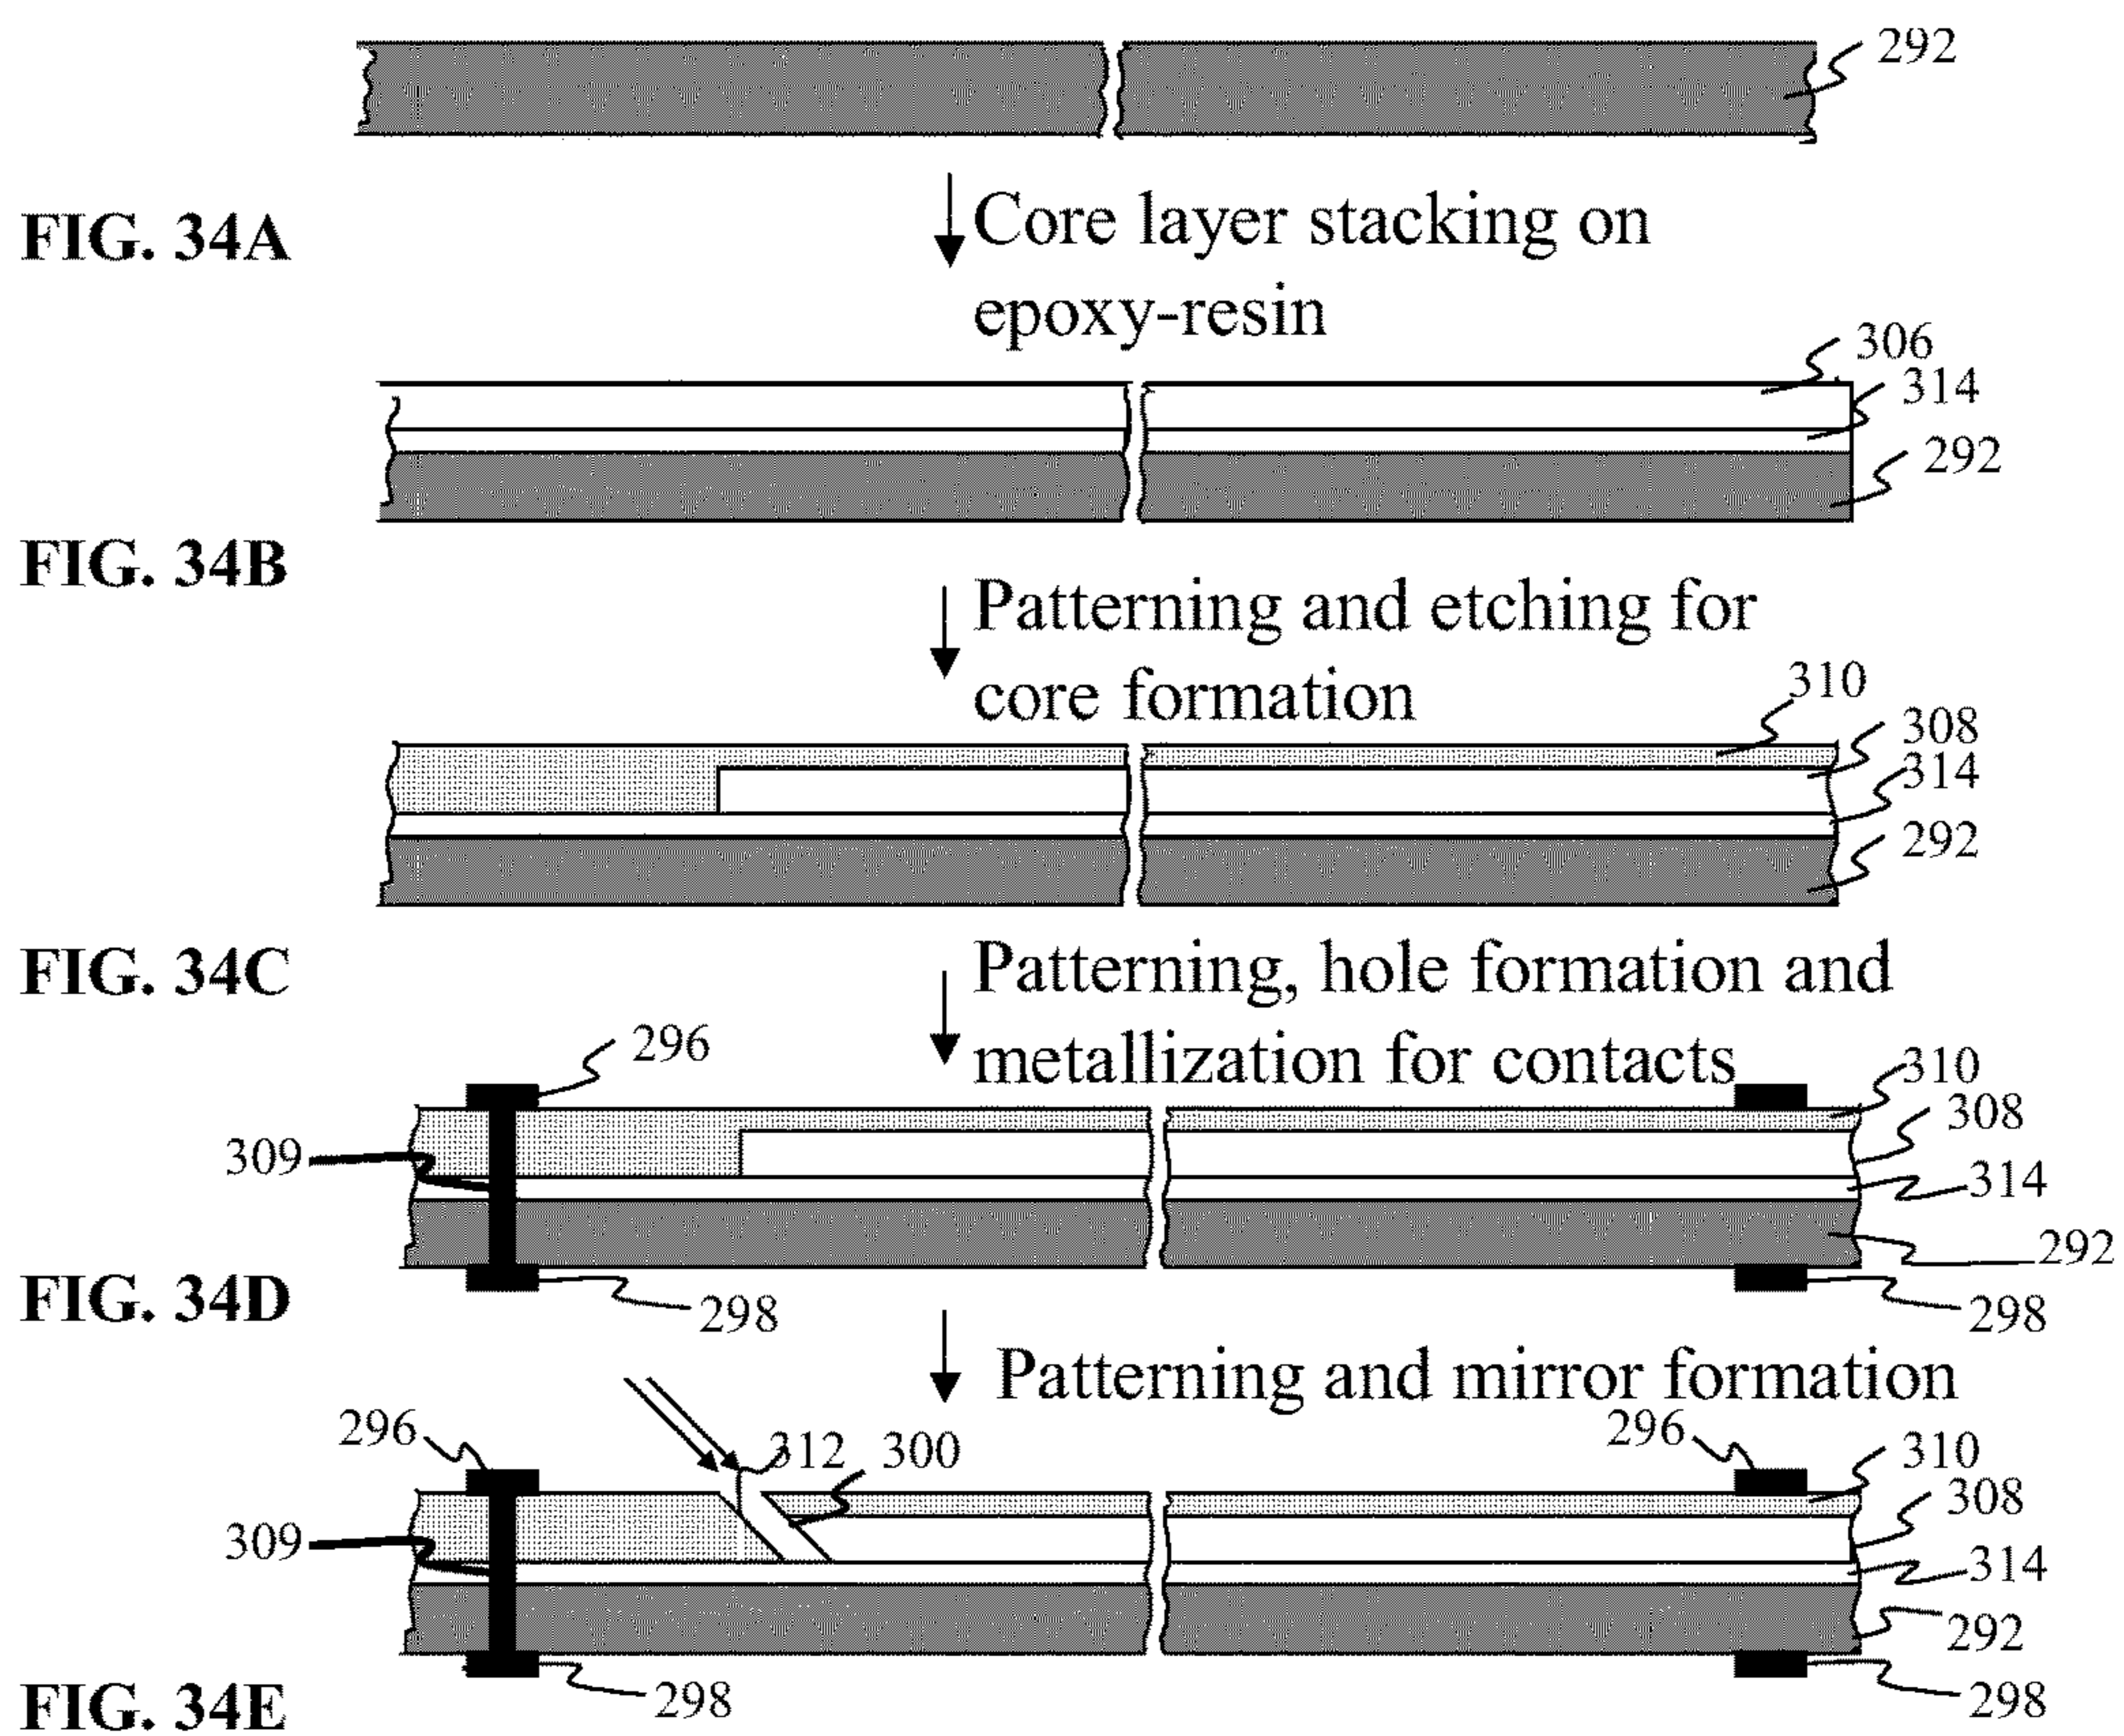 292
FIG. 34A
Core layer stacking on
epoxy-resin
306
314
292
FIG. 34B
Patterning and etching for
core formation
310
308
314
292
FIG. 34C
Patterning, hole formation and
metallization for contacts
296
310
308
309
314
292
298
298
FIG. 34D
Patterning and mirror formation
296
312
300
296
310
308
309
314
292
298
298
FIG. 34E